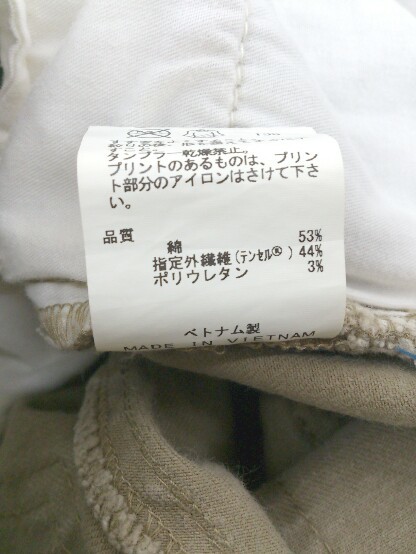 タンブラー乾燥禁止。
プリントのあるものは、プリン
ト部分のアイロンはさけて下さ
い。
品質
綿 53%
指定外繊維(テンセル®) 44%
ポリウレタン 3%
ベトナム製
MADE IN VIETNAM